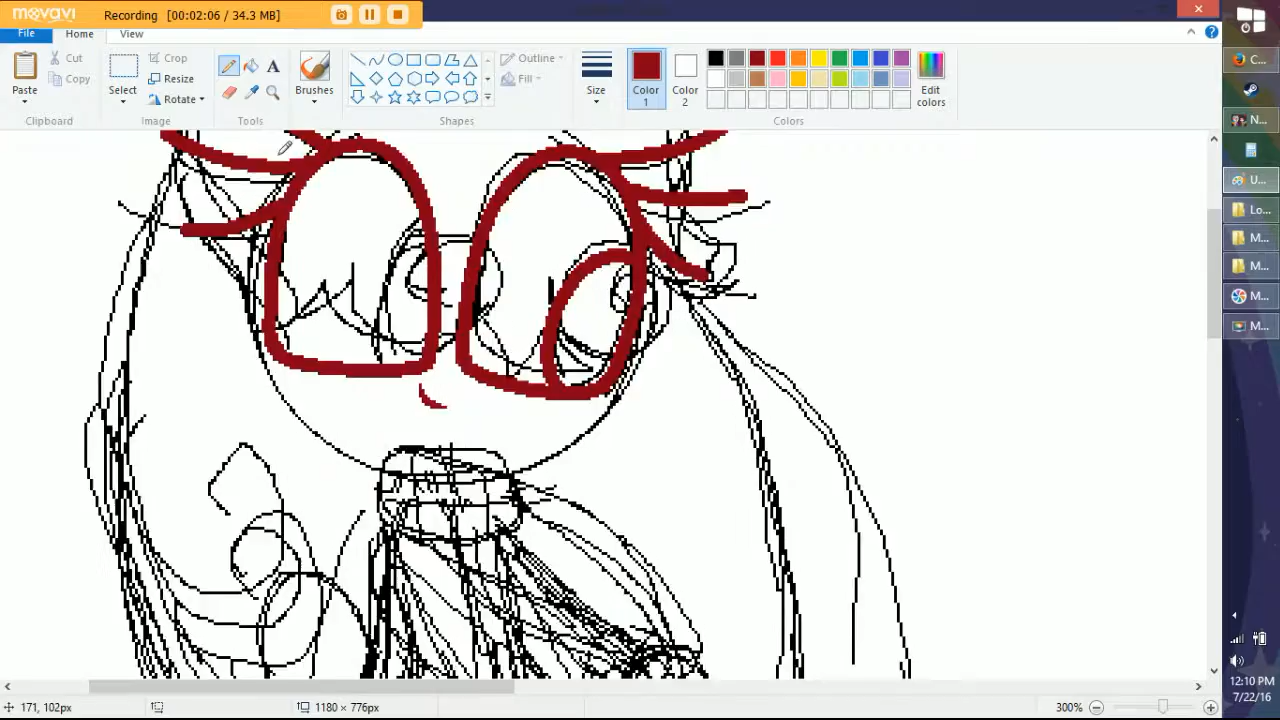 movavi Recording [00:02:06 / 34.3 MB]
File Home View
Paste
Cut
Copy
Clipboard
Select
Resize
Rotate
Image
Tools
Brushes
Shapes
Outline
Fill
Size
Color 1
Color 2
Edit colors
Colors
C...
N...
U...
Lo...
M...
M...
M...
M...
12:10 PM
7/22/16
171, 102px
1180 × 776px
300%